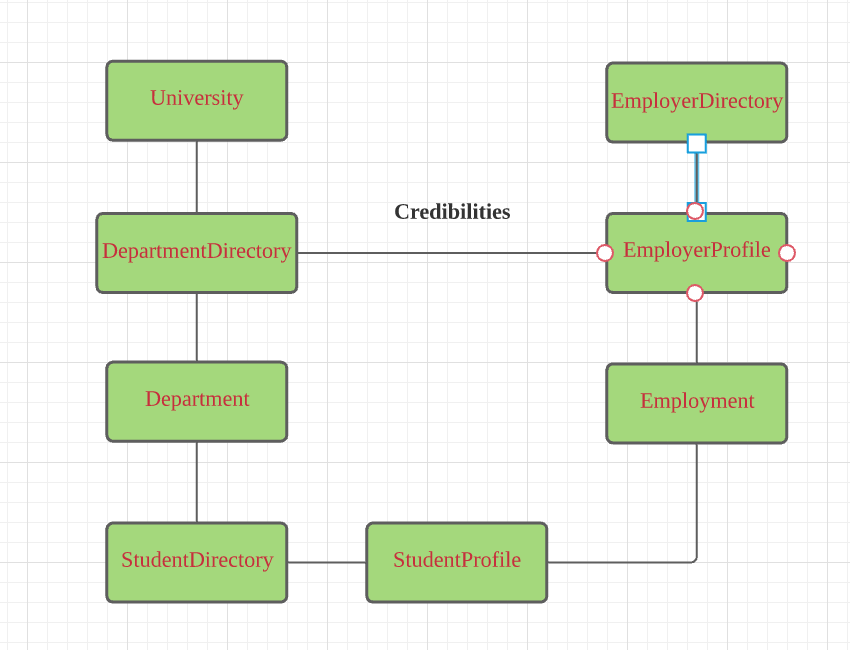 University
EmployerDirectory
Credibilities
DepartmentDirectory
EmployerProfile
Department
Employment
StudentDirectory
StudentProfile